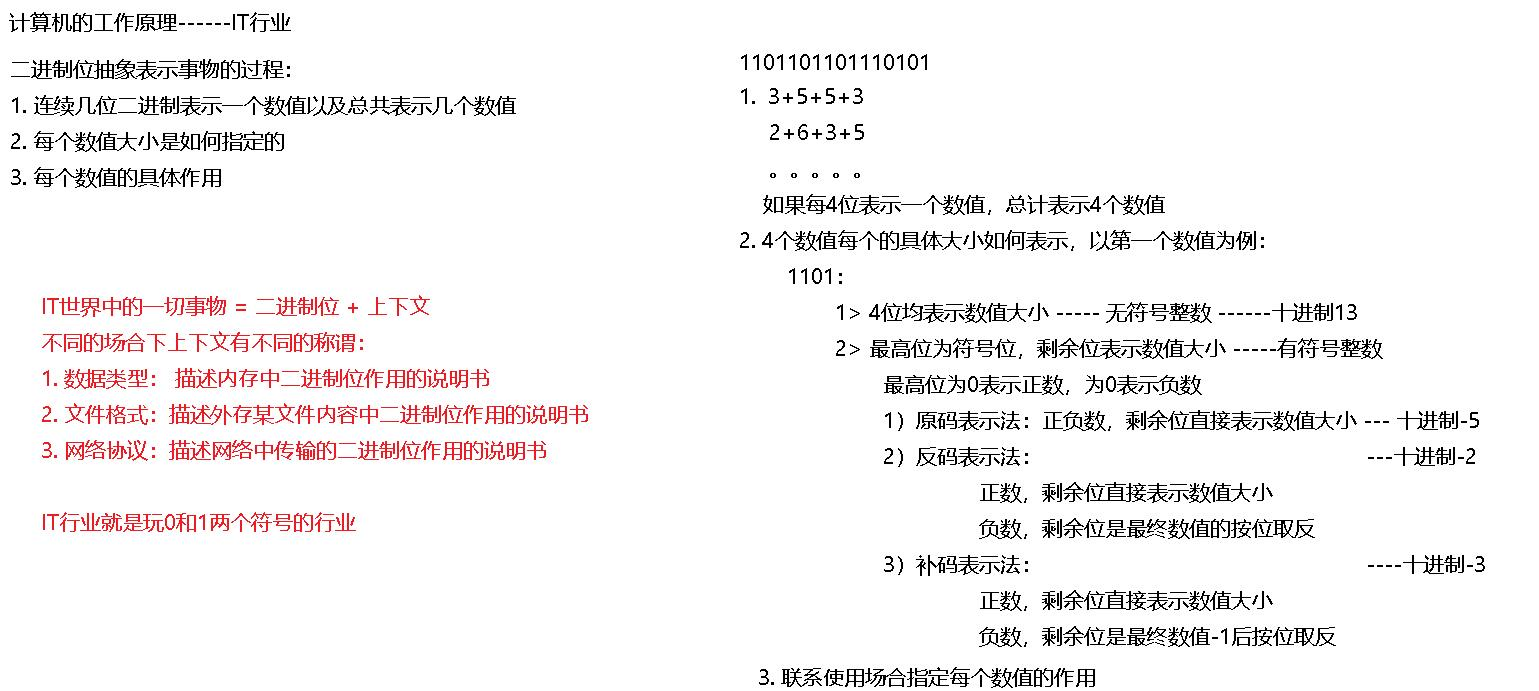 计算机的工作原理------IT行业
二进制位抽象表示事物的过程：
1. 连续几位二进制表示一个数值以及总共表示几个数值
2. 每个数值大小是如何指定的
3. 每个数值的具体作用
IT世界中的一切事物 = 二进制位 + 上下文
不同的场合下上下文有不同的称谓：
1. 数据类型： 描述内存中二进制位作用的说明书
2. 文件格式：描述外存某文件内容中二进制位作用的说明书
3. 网络协议：描述网络中传输的二进制位作用的说明书
IT行业就是玩0和1两个符号的行业
1101101101110101
1. 3+5+5+3
2+6+3+5
。。。。。
如果每4位表示一个数值，总计表示4个数值
2. 4个数值每个的具体大小如何表示，以第一个数值为例：
1101：
1> 4位均表示数值大小 ----- 无符号整数 ------十进制13
2> 最高位为符号位，剩余位表示数值大小 -----有符号整数
最高位为0表示正数，为0表示负数
1）原码表示法：正负数，剩余位直接表示数值大小 --- 十进制-5
2）反码表示法： ---十进制-2
正数，剩余位直接表示数值大小
负数，剩余位是最终数值的按位取反
3）补码表示法： ----十进制-3
正数，剩余位直接表示数值大小
负数，剩余位是最终数值-1后按位取反
3. 联系使用场合指定每个数值的作用